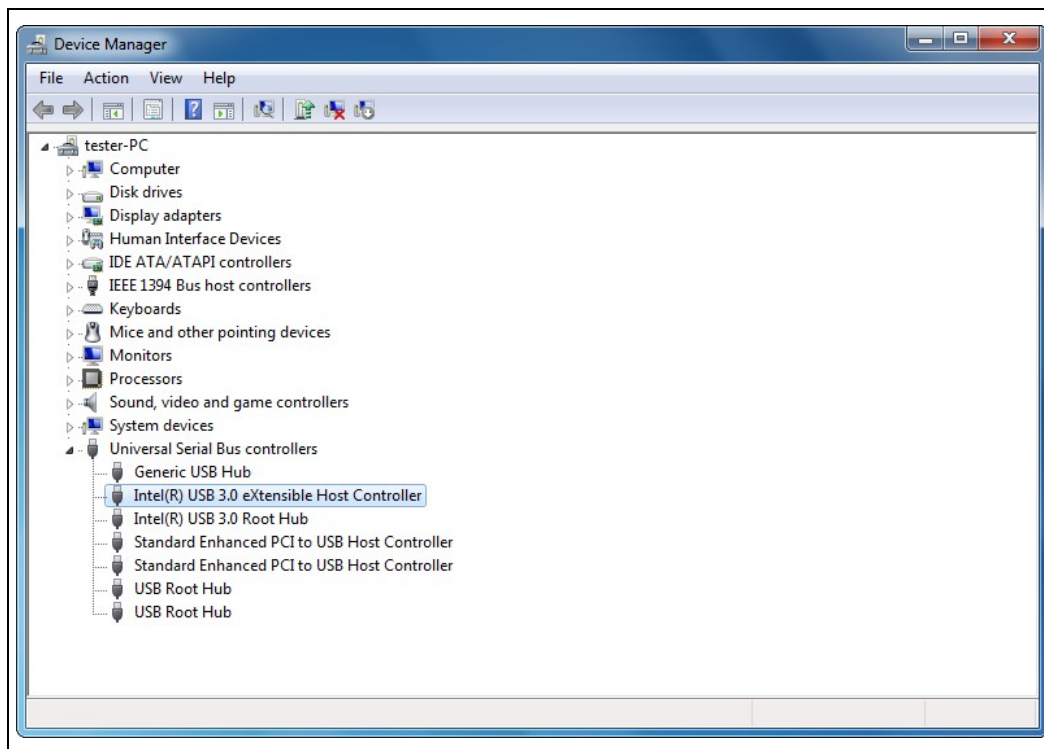 Device Manager
File Action View Help
tester-PC
Computer
Disk drives
Display adapters
Human Interface Devices
IDE ATA/ATAPI controllers
IEEE 1394 Bus host controllers
Keyboards
Mice and other pointing devices
Monitors
Processors
Sound, video and game controllers
System devices
Universal Serial Bus controllers
Generic USB Hub
Intel(R) USB 3.0 eXtensible Host Controller
Intel(R) USB 3.0 Root Hub
Standard Enhanced PCI to USB Host Controller
Standard Enhanced PCI to USB Host Controller
USB Root Hub
USB Root Hub